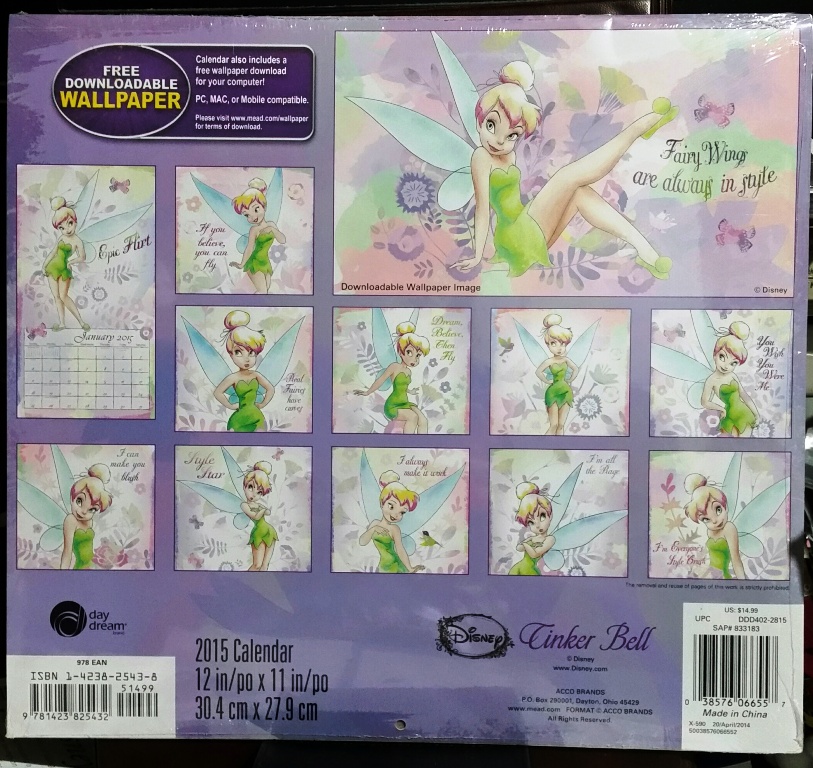 FREE
DOWNLOADABLE
WALLPAPER
Calendar also includes a
free wallpaper download
for your computer!
PC, MAC, or Mobile compatible.
Please visit www.mead.com/wallpaper
for terms of download.
Fairy Wings
are always in style
Downloadable Wallpaper Image
© Disney
Epic Flirt
January 2015
If you
believe,
you can
fly
Real
Fairies
have
curves
Dream,
Believe,
Then
Fly
You
Wish
You
Were
Me
I can
make you
blush
Style
Star
I always
make it work
I'm all
the Rage
I'm Everyone's
Style Crush
The removal and reuse of pages of this work is strictly prohibited.
day
dream
2015 Calendar
12 in/po x 11 in/po
30.4 cm x 27.9 cm
Disney Tinker Bell
© Disney
www.Disney.com
ACCO BRANDS
P.O. Box 290001, Dayton, Ohio 45429
www.mead.com FORMAT © ACCO BRANDS
All Rights Reserved.
978 EAN
ISBN 1-4238-2543-8
51499
9 781423 825432
US: $14.99
UPC DDD402-2815
SAP# 833183
0 38576 06655 7
Made in China
X-590 20/April/2014
S0038576066552